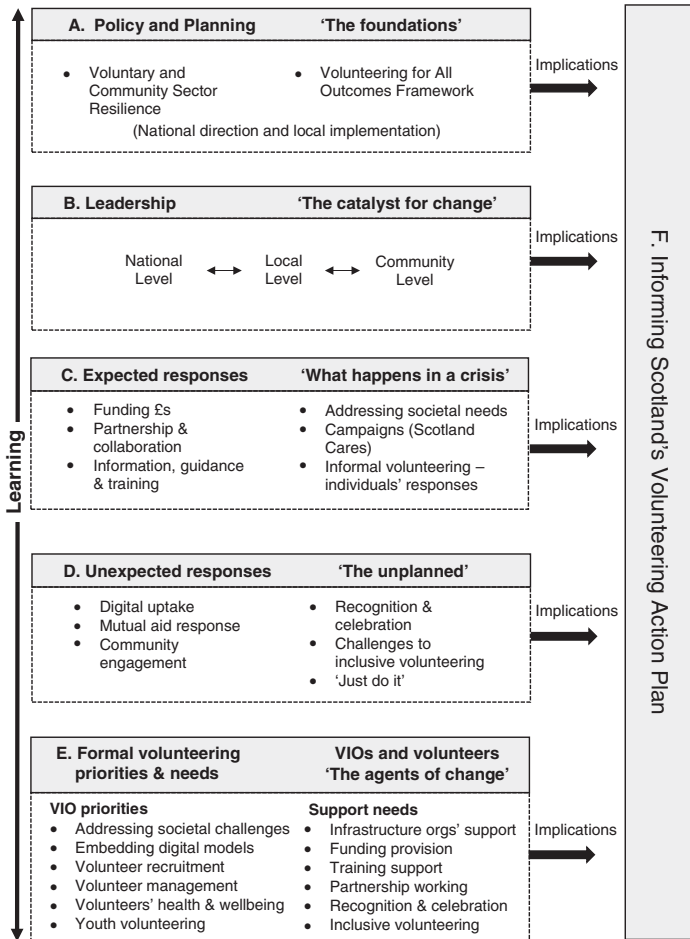 Learning
A. Policy and Planning
‘The foundations’
• Voluntary and
Community Sector
Resilience
• Volunteering for All
Outcomes Framework
(National direction and local implementation)
Implications
B. Leadership
‘The catalyst for change’
National
Level
Local
Level
Community
Level
Implications
C. Expected responses
‘What happens in a crisis’
• Funding £s
• Partnership &
collaboration
• Information, guidance
& training
• Addressing societal needs
• Campaigns (Scotland
Cares)
• Informal volunteering –
individuals’ responses
Implications
D. Unexpected responses
‘The unplanned’
• Digital uptake
• Mutual aid response
• Community
engagement
• Recognition &
celebration
• Challenges to
inclusive volunteering
• ‘Just do it’
Implications
E. Formal volunteering
priorities & needs
VIOs and volunteers
‘The agents of change’
VIO priorities
• Addressing societal challenges
• Embedding digital models
• Volunteer recruitment
• Volunteer management
• Volunteers’ health & wellbeing
• Youth volunteering
Support needs
• Infrastructure orgs’ support
• Funding provision
• Training support
• Partnership working
• Recognition & celebration
• Inclusive volunteering
Implications
F. Informing Scotland’s Volunteering Action Plan